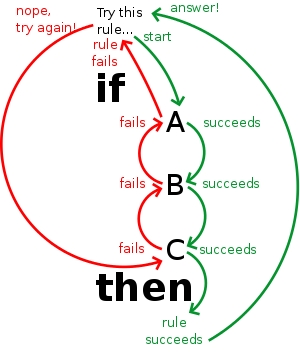 nope,
try again!
Try this
rule...
answer!
start
rule
fails
if
fails
A
succeeds
fails
B
succeeds
fails
C
succeeds
then
rule
succeeds